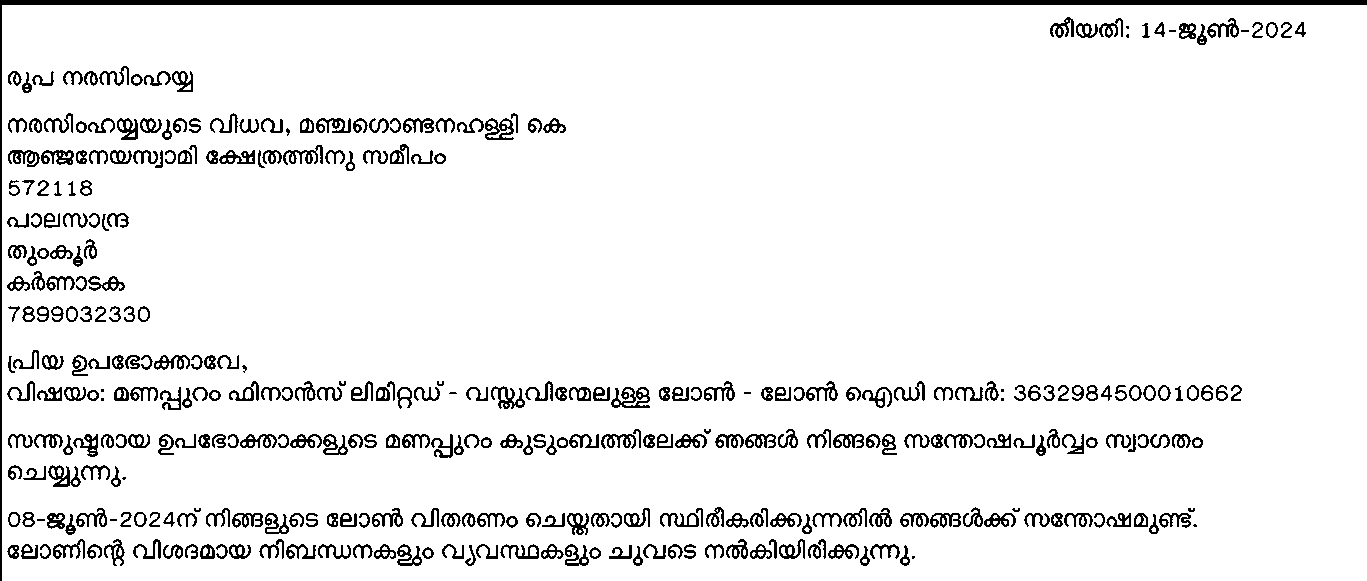 തീയതി: 14-ജൂൺ-2024
രൂപ നരസിംഹയ്യ
നരസിംഹയ്യയുടെ വിധവ, മഞ്ചഗൊണ്ടനഹള്ളി കെ
ആഞ്ജനേയസ്വാമി ക്ഷേത്രത്തിനു സമീപം
572118
പാലസാന്ദ്ര
തുംകൂർ
കർണാടക
7899032330
പ്രിയ ഉപഭോക്താവേ,
വിഷയം: മണപ്പുറം ഫിനാൻസ് ലിമിറ്റഡ് - വസ്തുവിന്മേലുള്ള ലോൺ - ലോൺ ഐഡി നമ്പർ: 3632984500010662
സന്തുഷ്ടരായ ഉപഭോക്താക്കളുടെ മണപ്പുറം കുടുംബത്തിലേക്ക് ഞങ്ങൾ നിങ്ങളെ സന്തോഷപൂർവ്വം സ്വാഗതം
ചെയ്യുന്നു.
08-ജൂൺ-2024ന് നിങ്ങളുടെ ലോൺ വിതരണം ചെയ്തതായി സ്ഥിരീകരിക്കുന്നതിൽ ഞങ്ങൾക്ക് സന്തോഷമുണ്ട്.
ലോണിന്റെ വിശദമായ നിബന്ധനകളും വ്യവസ്ഥകളും ചുവടെ നൽകിയിരിക്കുന്നു.